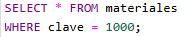 SELECT * FROM materiales
WHERE clave = 1000;